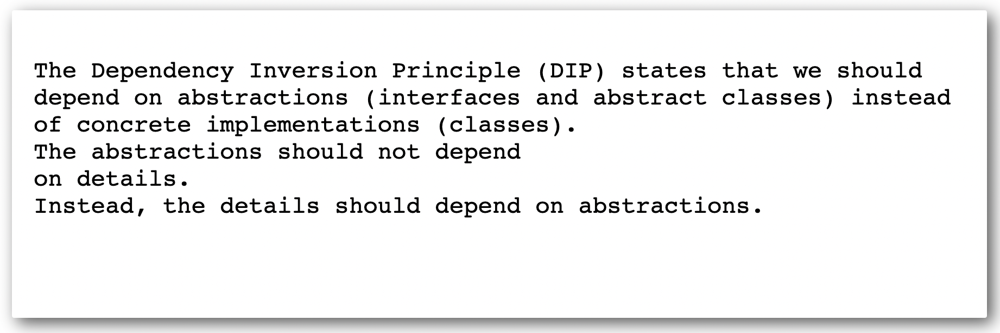 The Dependency Inversion Principle (DIP) states that we should
depend on abstractions (interfaces and abstract classes) instead
of concrete implementations (classes).
The abstractions should not depend
on details.
Instead, the details should depend on abstractions.